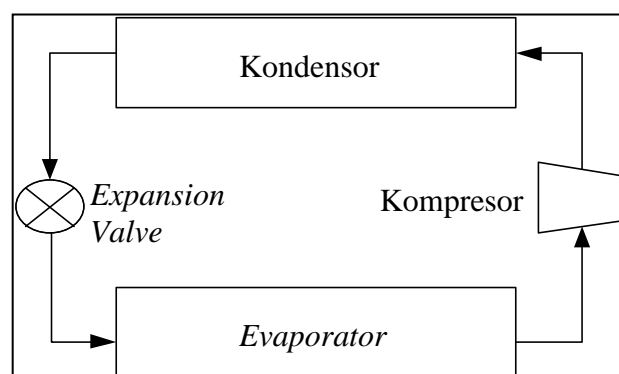 Kondensor
Expansion
Valve
Kompresor
Evaporator